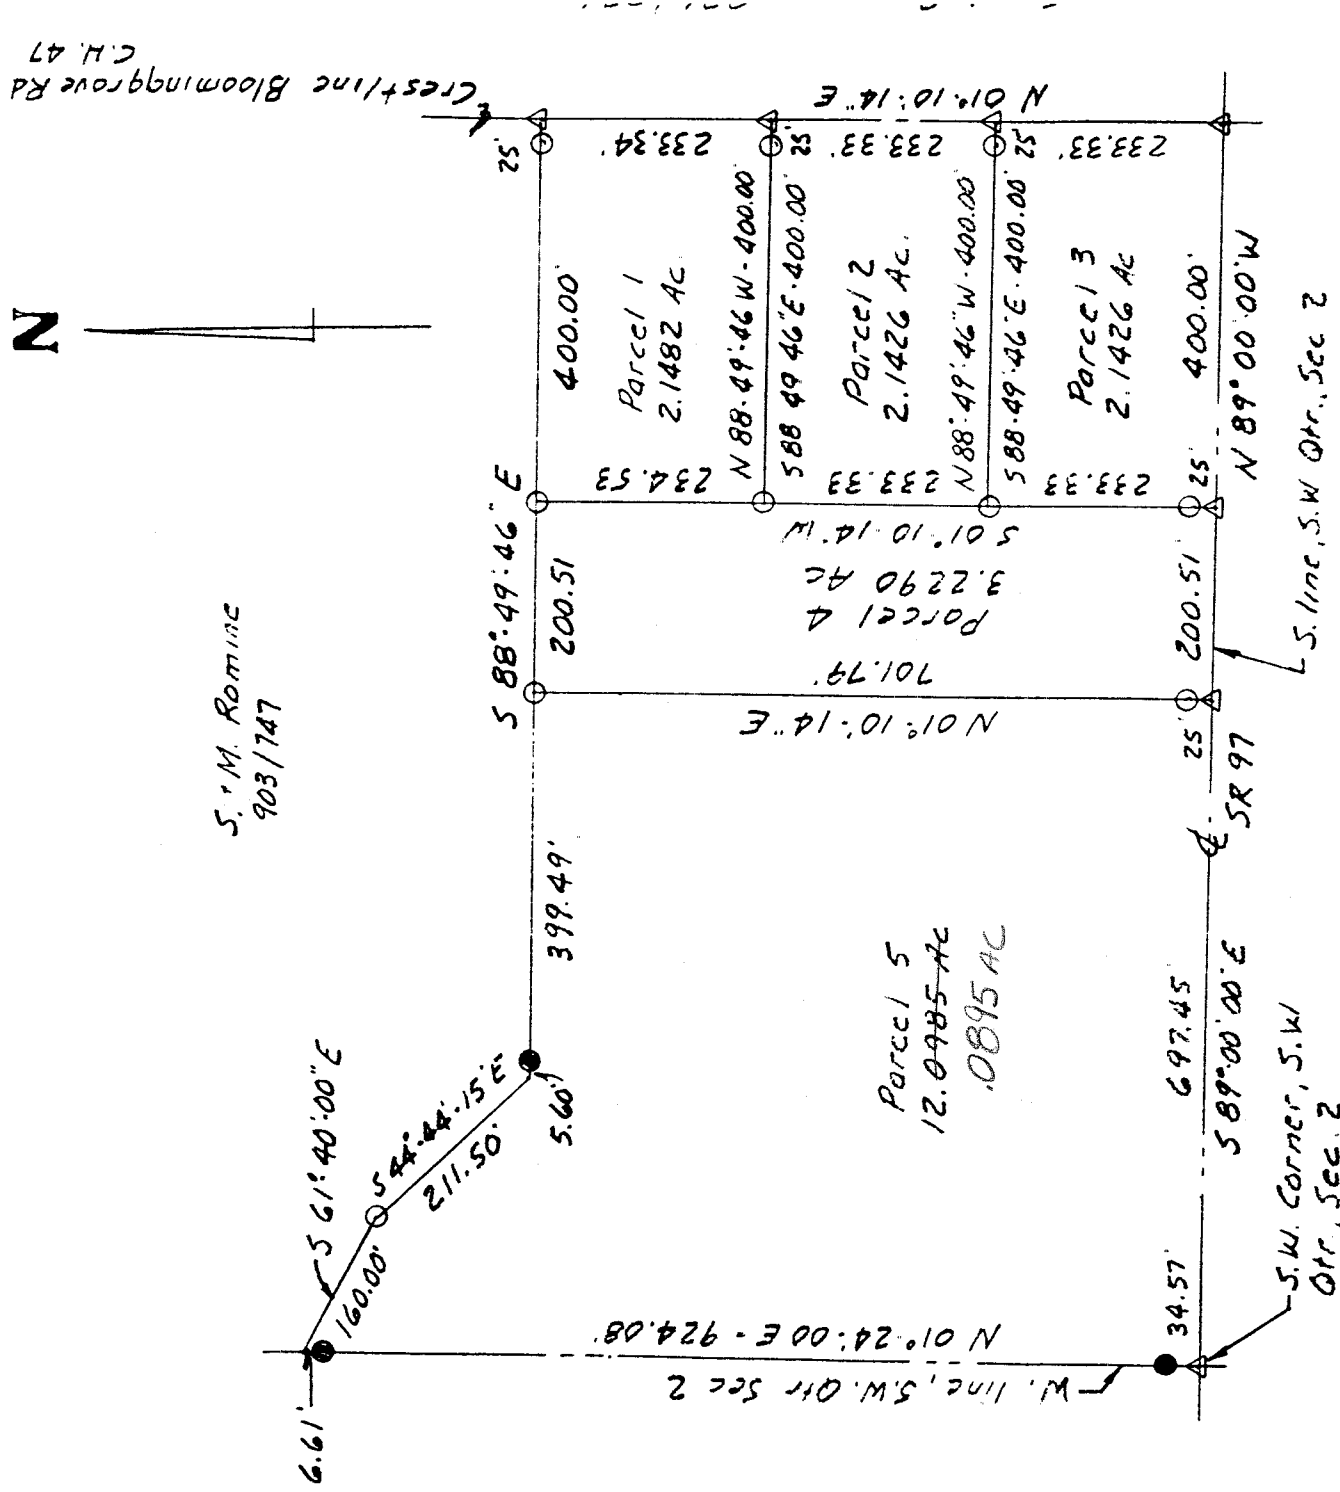 N
Crestline Bloominggrove Rd
C.H. 47
S. + M. Romine
903/747
S 88°·49'·46" E
400.00'
200.51
399.49'
25'
233.34'
25'
233.33'
25'
233.33'
N 01°·10'·14" E
Parcel 1
2.1482 Ac.
N 88·49'·46 W · 400.00'
S 88 49 46" E · 400.00'
Parcel 2
2.1426 Ac.
N 88°·49'·46" W · 400.00'
S 88·49'·46" E · 400.00'
Parcel 3
2.1426 Ac
400.00'
N 89° 00' 00" W
234.53
233.33
233.33
25'
S 01°·10'·14" W
Parcel 4
3.2290 Ac
200.51'
701.79'
N 01°·10'·14" E
25'
SR 97
S. line, S.W Qtr., Sec 2
S 61°·40'·00" E
160.00'
S 44°·44'·15" E
211.50'
5.60'
6.61'
Parcel 5
12.0985 Ac
.0895 AC
N 01°·24'·00 E - 924.08'
W. line, S.W. Qtr Sec 2
34.57'
697.45
S 89°·00'·00" E
S.W. Corner, S.W
Qtr., Sec. 2